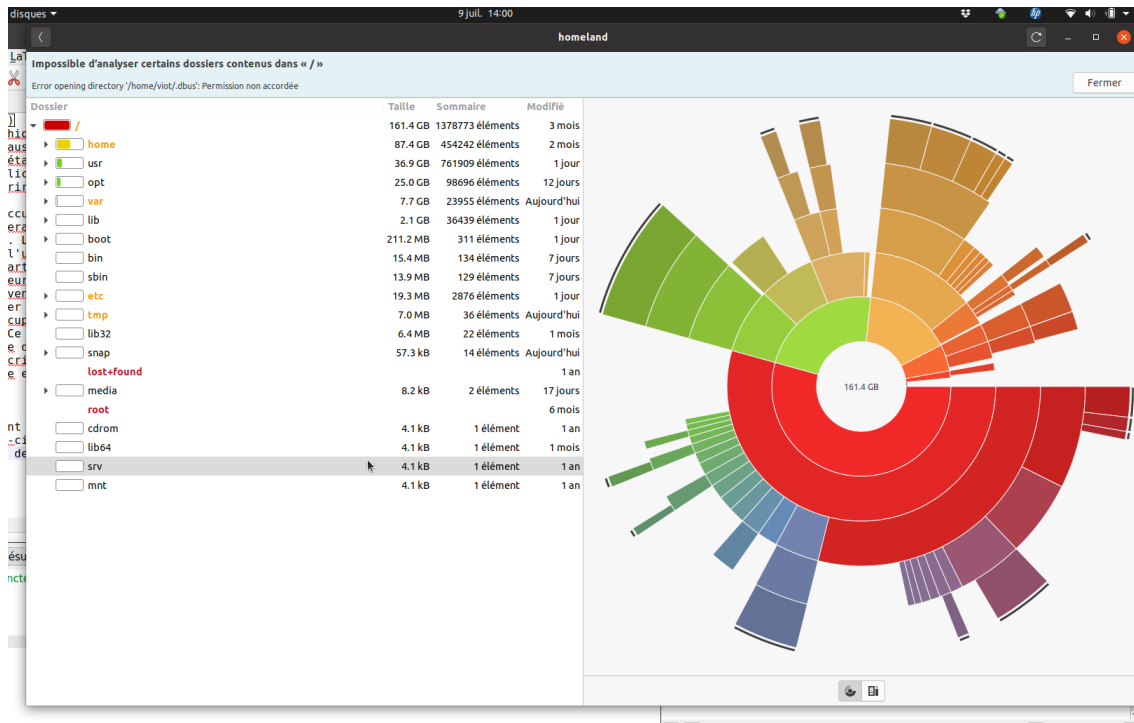 disques
9 juil. 14:00
homeland
Impossible d'analyser certains dossiers contenus dans « / »
Error opening directory '/home/viot/.dbus': Permission non accordée
Fermer
Dossier Taille Sommaire Modifié
/ 161.4 GB 1378773 éléments 3 mois
home 87.4 GB 454242 éléments 2 mois
usr 36.9 GB 761909 éléments 1 jour
opt 25.0 GB 98696 éléments 12 jours
var 7.7 GB 23955 éléments Aujourd'hui
lib 2.1 GB 36439 éléments 1 jour
boot 211.2 MB 311 éléments 1 jour
bin 15.4 MB 134 éléments 7 jours
sbin 13.9 MB 129 éléments 7 jours
etc 19.3 MB 2876 éléments 1 jour
tmp 7.0 MB 36 éléments Aujourd'hui
lib32 6.4 MB 22 éléments 1 mois
snap 57.3 kB 14 éléments Aujourd'hui
lost+found 1 an
media 8.2 kB 2 éléments 17 jours
root 6 mois
cdrom 4.1 kB 1 élément 1 an
lib64 4.1 kB 1 élément 1 mois
srv 4.1 kB 1 élément 1 an
mnt 4.1 kB 1 élément 1 an
161.4 GB